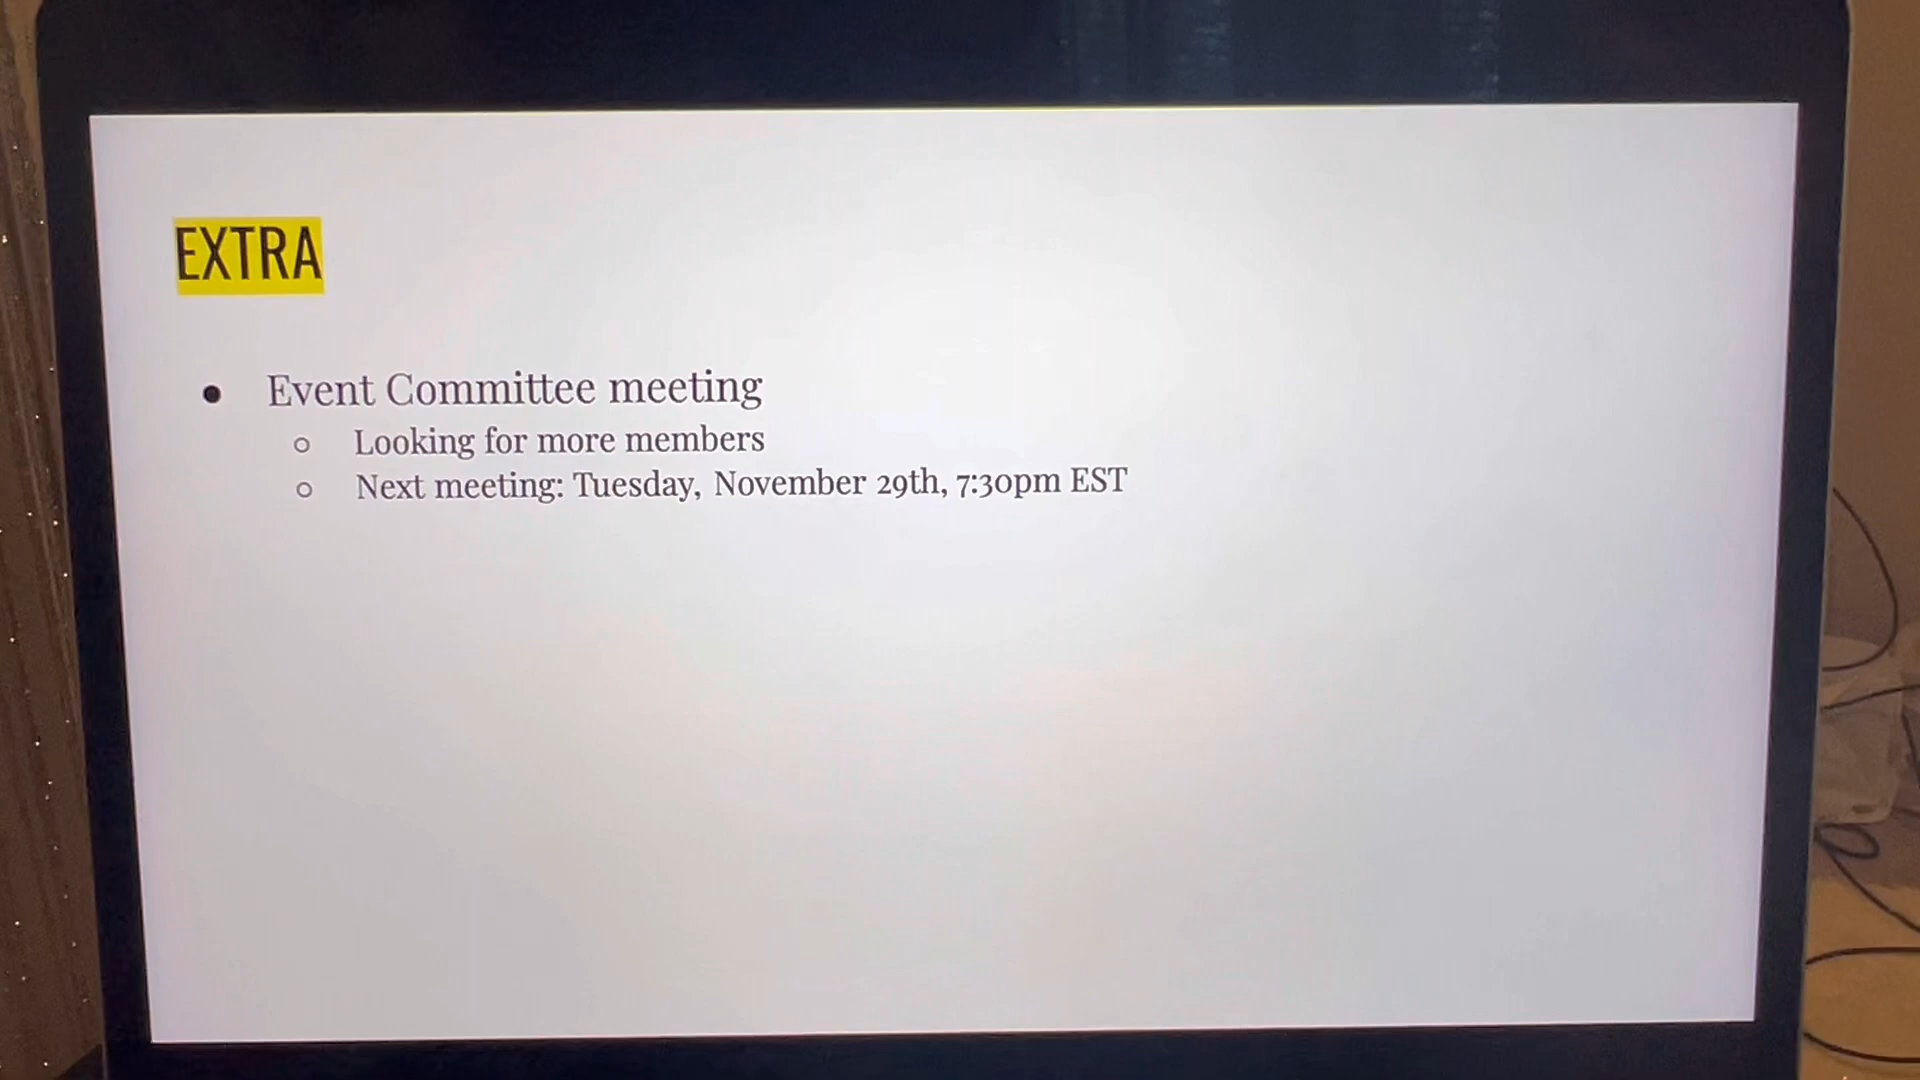 EXTRA
● Event Committee meeting
○ Looking for more members
○ Next meeting: Tuesday, November 29th, 7:30pm EST